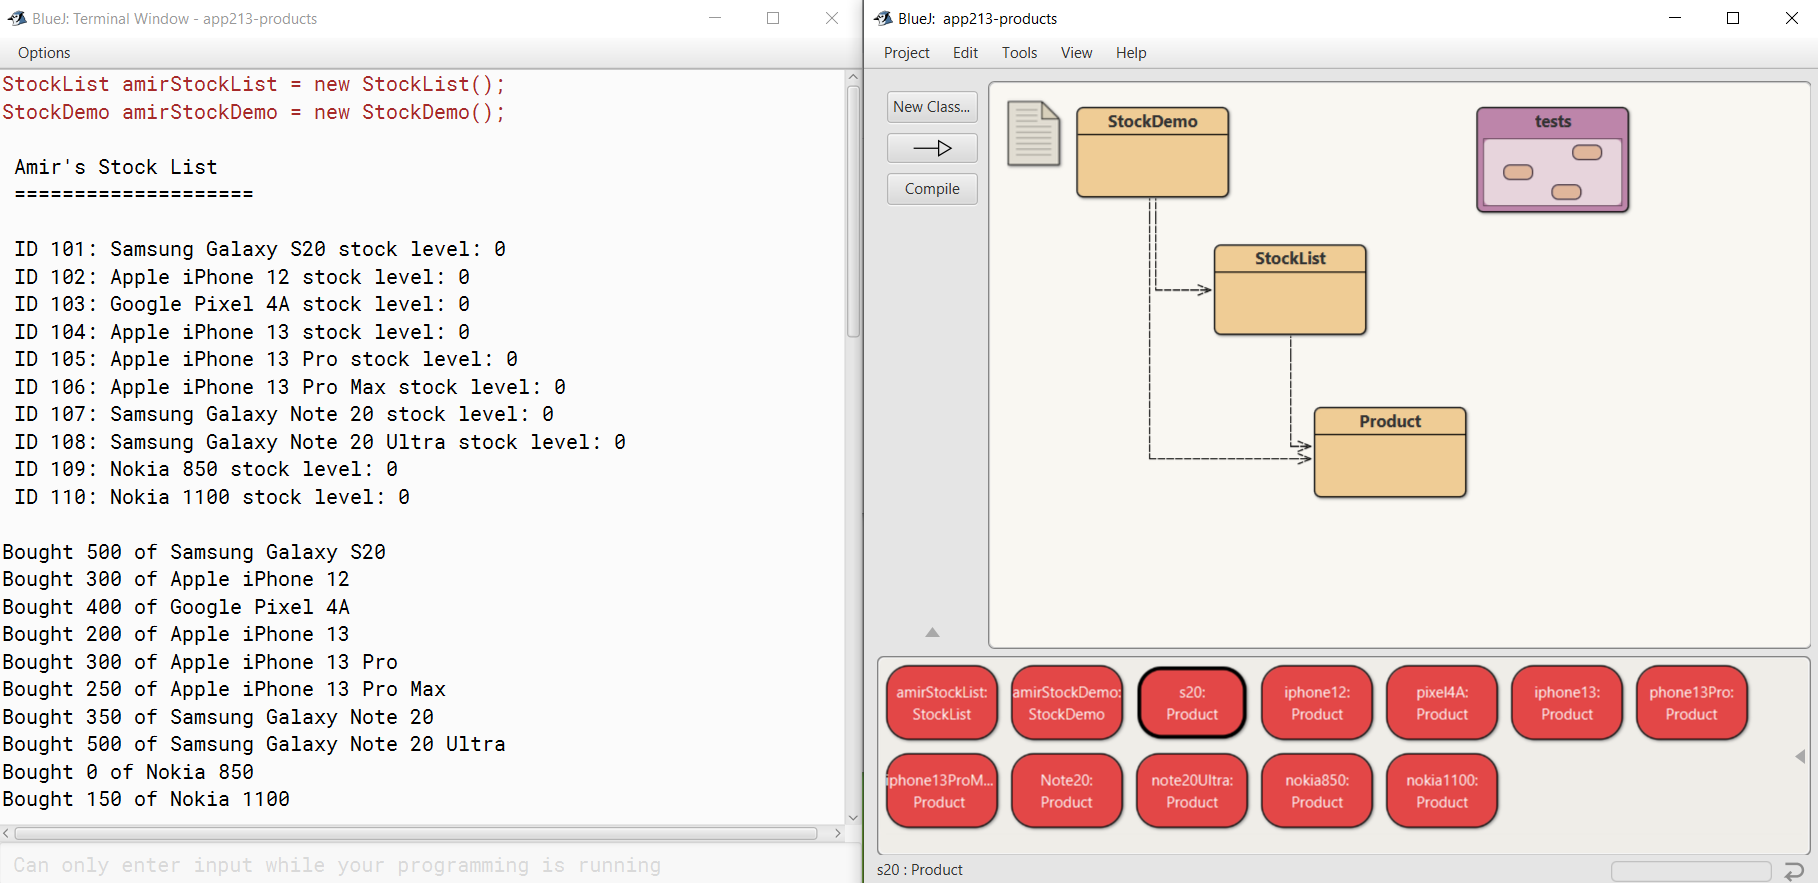 BlueJ: Terminal Window - app213-products
Options
StockList amirStockList = new StockList();
StockDemo amirStockDemo = new StockDemo();
Amir's Stock List
====================
ID 101: Samsung Galaxy S20 stock level: 0
ID 102: Apple iPhone 12 stock level: 0
ID 103: Google Pixel 4A stock level: 0
ID 104: Apple iPhone 13 stock level: 0
ID 105: Apple iPhone 13 Pro stock level: 0
ID 106: Apple iPhone 13 Pro Max stock level: 0
ID 107: Samsung Galaxy Note 20 stock level: 0
ID 108: Samsung Galaxy Note 20 Ultra stock level: 0
ID 109: Nokia 850 stock level: 0
ID 110: Nokia 1100 stock level: 0
Bought 500 of Samsung Galaxy S20
Bought 300 of Apple iPhone 12
Bought 400 of Google Pixel 4A
Bought 200 of Apple iPhone 13
Bought 300 of Apple iPhone 13 Pro
Bought 250 of Apple iPhone 13 Pro Max
Bought 350 of Samsung Galaxy Note 20
Bought 500 of Samsung Galaxy Note 20 Ultra
Bought 0 of Nokia 850
Bought 150 of Nokia 1100
Can only enter input while your programming is running
BlueJ: app213-products
Project Edit Tools View Help
New Class...
Compile
StockDemo
tests
StockList
Product
amirStockList:
StockList
amirStockDemo:
StockDemo
s20:
Product
iphone12:
Product
pixel4A:
Product
iphone13:
Product
phone13Pro:
Product
iphone13ProM...
Product
Note20:
Product
note20Ultra:
Product
nokia850:
Product
nokia1100:
Product
s20 : Product